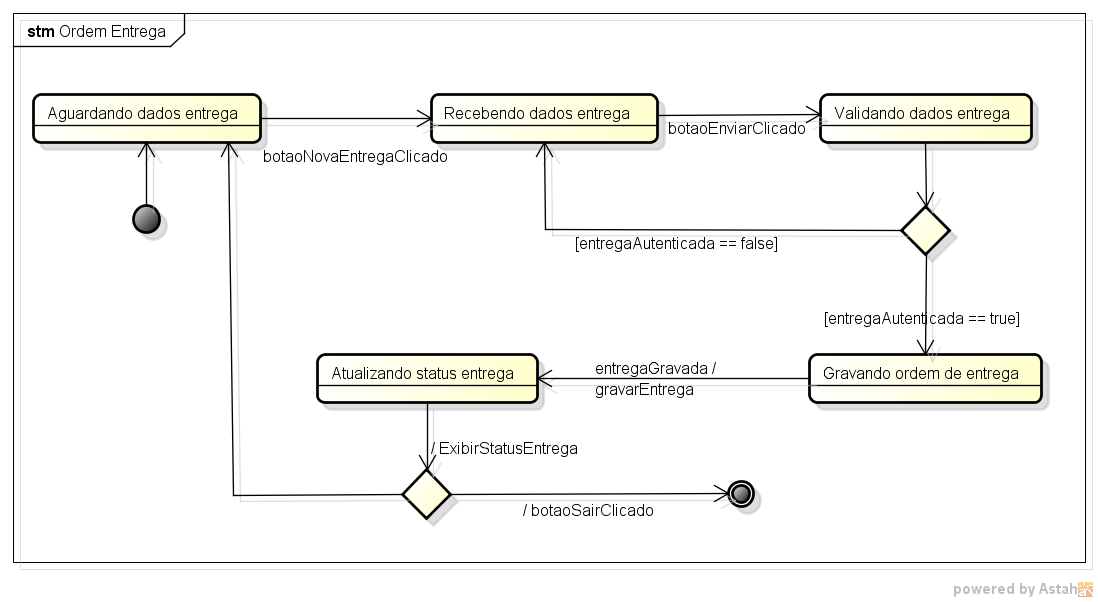 stm Ordem Entrega
Aguardando dados entrega
Recebendo dados entrega
Validando dados entrega
botaoEnviarClicado
botaoNovaEntregaClicado
[entregaAutenticada == false]
[entregaAutenticada == true]
Atualizando status entrega
entregaGravada /
gravarEntrega
Gravando ordem de entrega
/ ExibirStatusEntrega
/ botaoSairClicado
powered by Astah